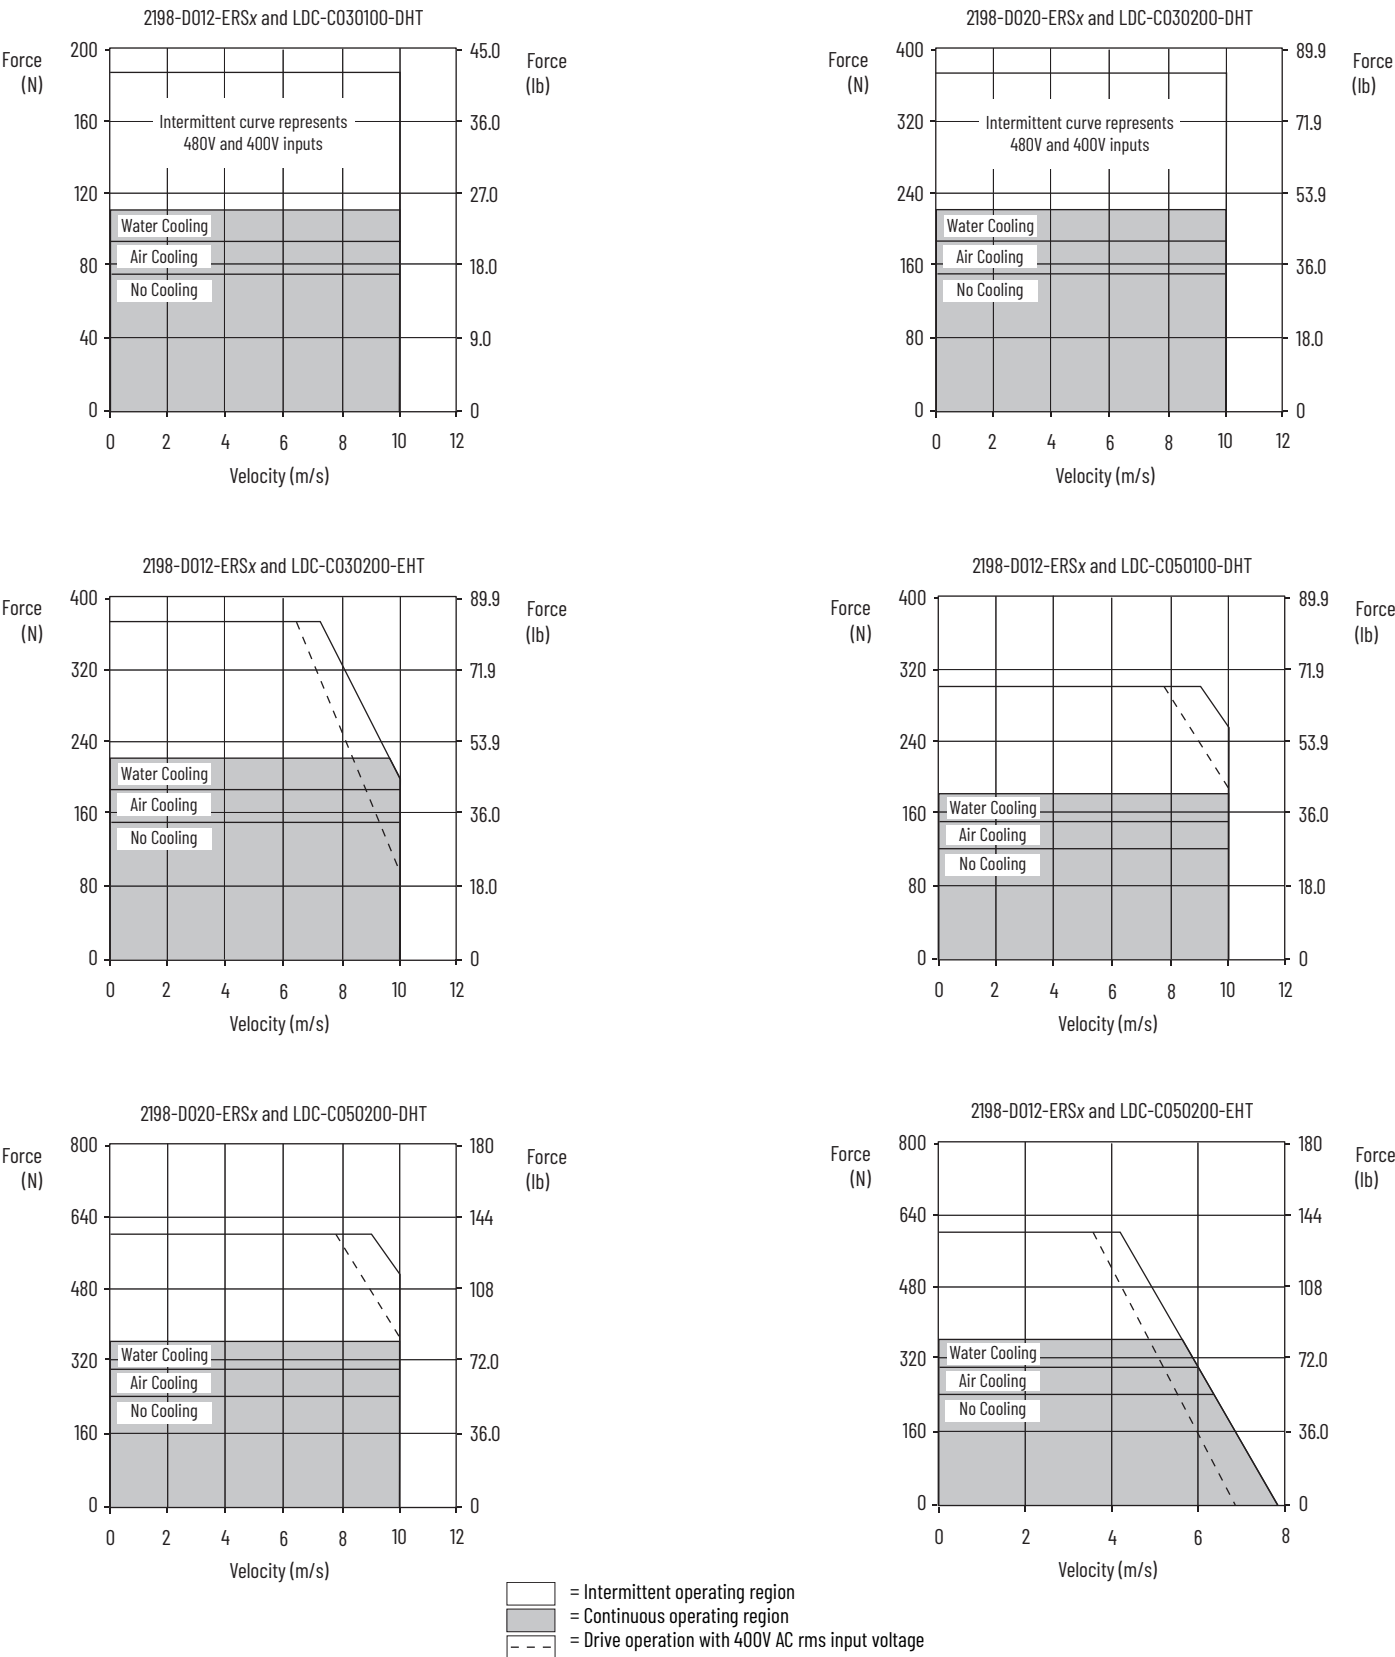 2198-D012-ERSx and LDC-C030100-DHT
Force
(N)
200
160
120
80
40
0
45.0
36.0
27.0
18.0
9.0
0
Force
(lb)
Intermittent curve represents
480V and 400V inputs
Water Cooling
Air Cooling
No Cooling
0 2 4 6 8 10 12
Velocity (m/s)
2198-D020-ERSx and LDC-C030200-DHT
Force
(N)
400
320
240
160
80
0
89.9
71.9
53.9
36.0
18.0
0
Force
(lb)
Intermittent curve represents
480V and 400V inputs
Water Cooling
Air Cooling
No Cooling
0 2 4 6 8 10 12
Velocity (m/s)
2198-D012-ERSx and LDC-C030200-EHT
Force
(N)
400
320
240
160
80
0
89.9
71.9
53.9
36.0
18.0
0
Force
(lb)
Water Cooling
Air Cooling
No Cooling
0 2 4 6 8 10 12
Velocity (m/s)
2198-D012-ERSx and LDC-C050100-DHT
Force
(N)
400
320
240
160
80
0
89.9
71.9
53.9
36.0
18.0
0
Force
(lb)
Water Cooling
Air Cooling
No Cooling
0 2 4 6 8 10 12
Velocity (m/s)
2198-D020-ERSx and LDC-C050200-DHT
Force
(N)
800
640
480
320
160
0
180
144
108
72.0
36.0
0
Force
(lb)
Water Cooling
Air Cooling
No Cooling
0 2 4 6 8 10 12
Velocity (m/s)
2198-D012-ERSx and LDC-C050200-EHT
Force
(N)
800
640
480
320
160
0
180
144
108
72.0
36.0
0
Force
(lb)
Water Cooling
Air Cooling
No Cooling
0 2 4 6 8
Velocity (m/s)
= Intermittent operating region
= Continuous operating region
= Drive operation with 400V AC rms input voltage